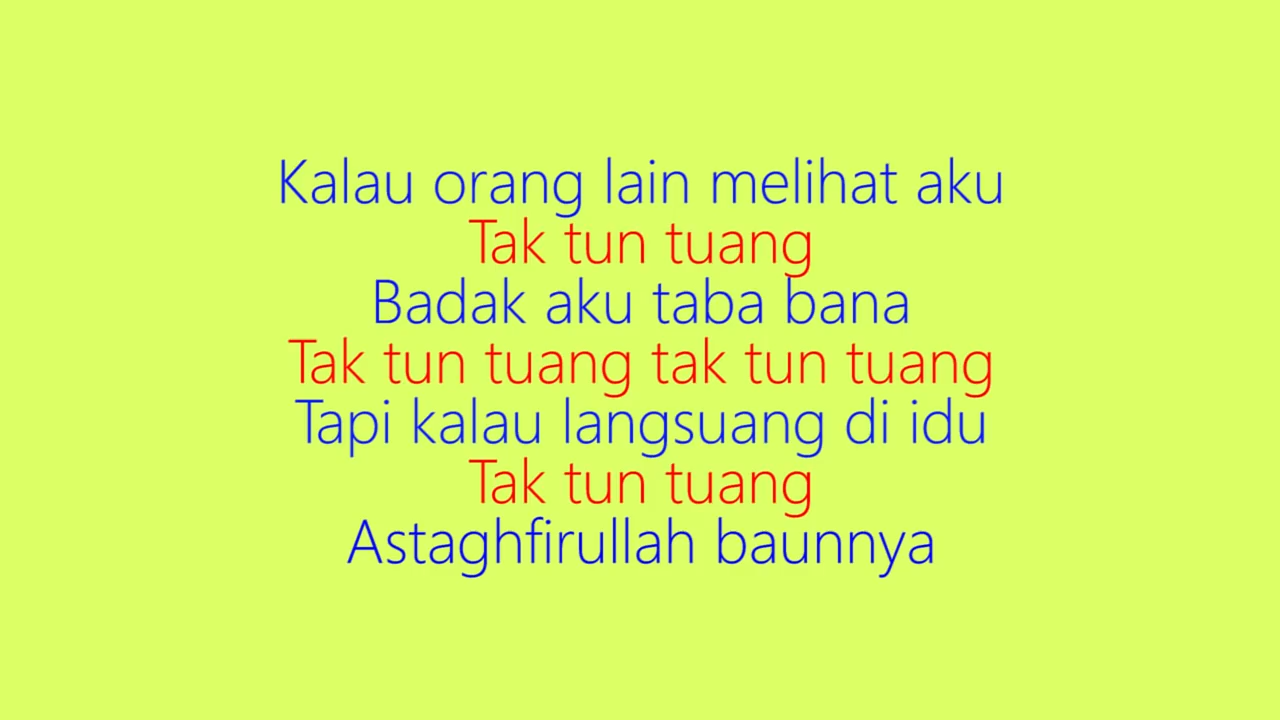 Kalau orang lain melihat aku
Tak tun tuang
Badak aku taba bana
Tak tun tuang tak tun tuang
Tapi kalau langsuang di idu
Tak tun tuang
Astaghfirullah baunnya